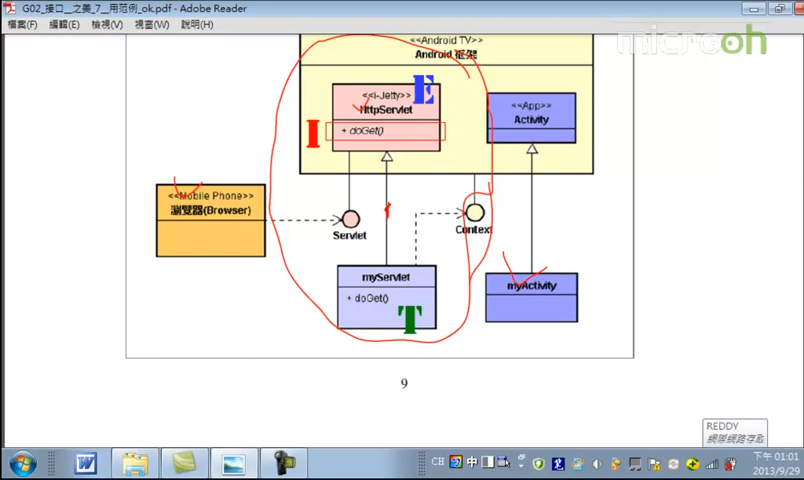 G02_接口__之美_7__用范例_ok.pdf - Adobe Reader
檔案(F) 編輯(E) 檢視(V) 視窗(W) 說明(H)
microoh
<<Android TV>>
Android 框架
<<i-Jetty>>
HttpServlet
E
I
+ doGet()
<<App>>
Activity
<<Mobile Phone>>
瀏覽器(Browser)
Servlet
Context
myServlet
+ doGet()
T
myActivity
9
REDDY
網際網路存取
CH
中
下午 01:01
2013/9/29